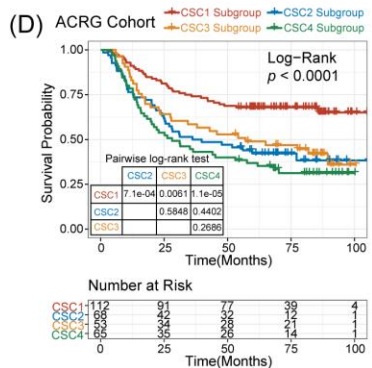 (D) ACRG Cohort
CSC1 Subgroup CSC2 Subgroup
CSC3 Subgroup CSC4 Subgroup
Survival Probability
1.00
0.75
0.50
0.25
0.00
Log-Rank
p < 0.0001
Pairwise log-rank test
CSC2 CSC3 CSC4
CSC1 7.1e-04 0.0061 1.1e-05
CSC2 0.5848 0.4402
CSC3 0.2686
0 25 50 75 100
Time(Months)
Number at Risk
CSC1 112 91 77 39 4
CSC2 68 42 32 12 1
CSC3 53 34 28 21 1
CSC4 65 35 26 14 1
0 25 50 75 100
Time(Months)